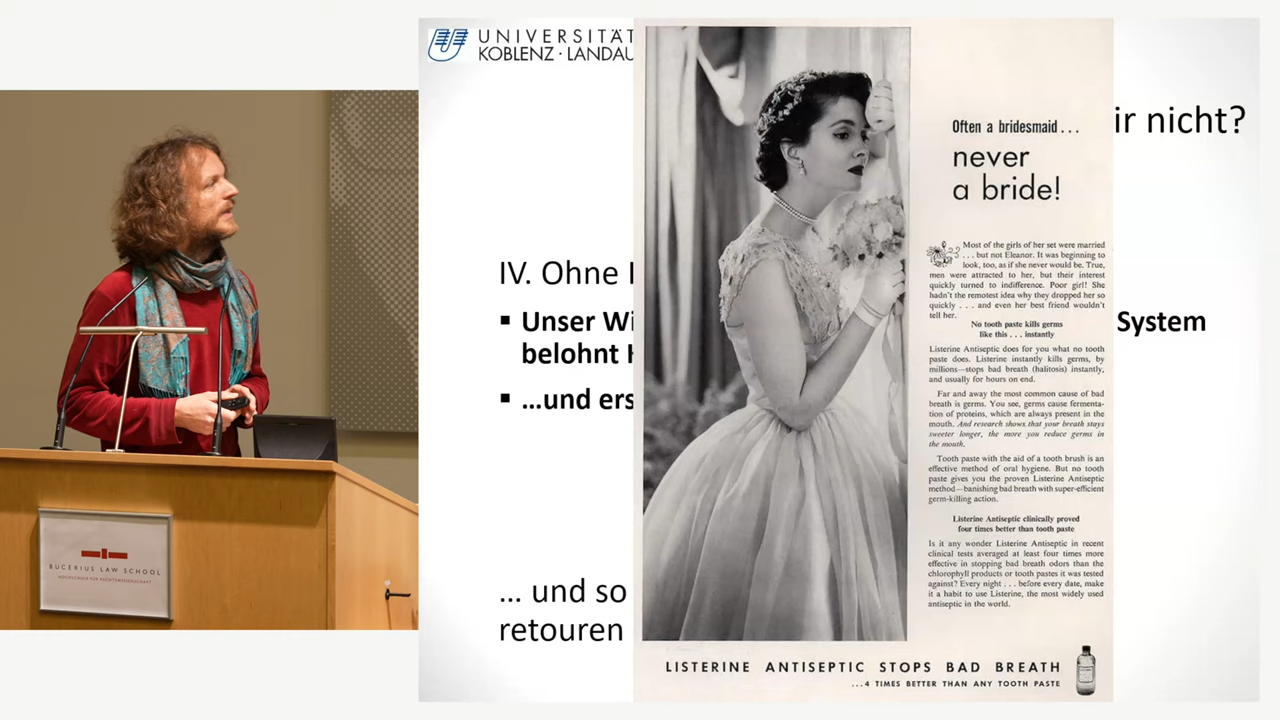 UNIVERSITÄT
KOBLENZ · LANDAU
ir nicht?
IV. Ohne
▪ Unser Wi
System
belohnt
▪ …und ers
… und so
retouren
Often a bridesmaid . . .
never
a bride!
Most of the girls of her set were married
. . . but not Eleanor. It was beginning to
look, too, as if she never would be. True,
men were attracted to her, but their interest
quickly turned to indifference. Poor girl! She
hadn't the remotest idea why they dropped her so
quickly . . . and even her best friend wouldn't
tell her.
No tooth paste kills germs
like this . . . instantly
Listerine Antiseptic does for you what no tooth
paste does. Listerine instantly kills germs, by
millions—stops bad breath (halitosis) instantly,
and usually for hours on end.
Far and away the most common cause of bad
breath is germs. You see, germs cause fermenta-
tion of proteins, which are always present in the
mouth. And research shows that your breath stays
sweeter longer, the more you reduce germs in
the mouth.
Tooth paste with the aid of a tooth brush is an
effective method of oral hygiene. But no tooth
paste gives you the proven Listerine Antiseptic
method—banishing bad breath with super-efficient
germ-killing action.
Listerine Antiseptic clinically proved
four times better than tooth paste
Is it any wonder Listerine Antiseptic in recent
clinical tests averaged at least four times more
effective in stopping bad breath odors than the
chlorophyll products or tooth pastes it was tested
against? Every night . . . before every date, make
it a habit to use Listerine, the most widely used
antiseptic in the world.
LISTERINE ANTISEPTIC STOPS BAD BREATH
...4 TIMES BETTER THAN ANY TOOTH PASTE
BUCERIUS LAW SCHOOL
HOCHSCHULE FÜR RECHTSWISSENSCHAFT